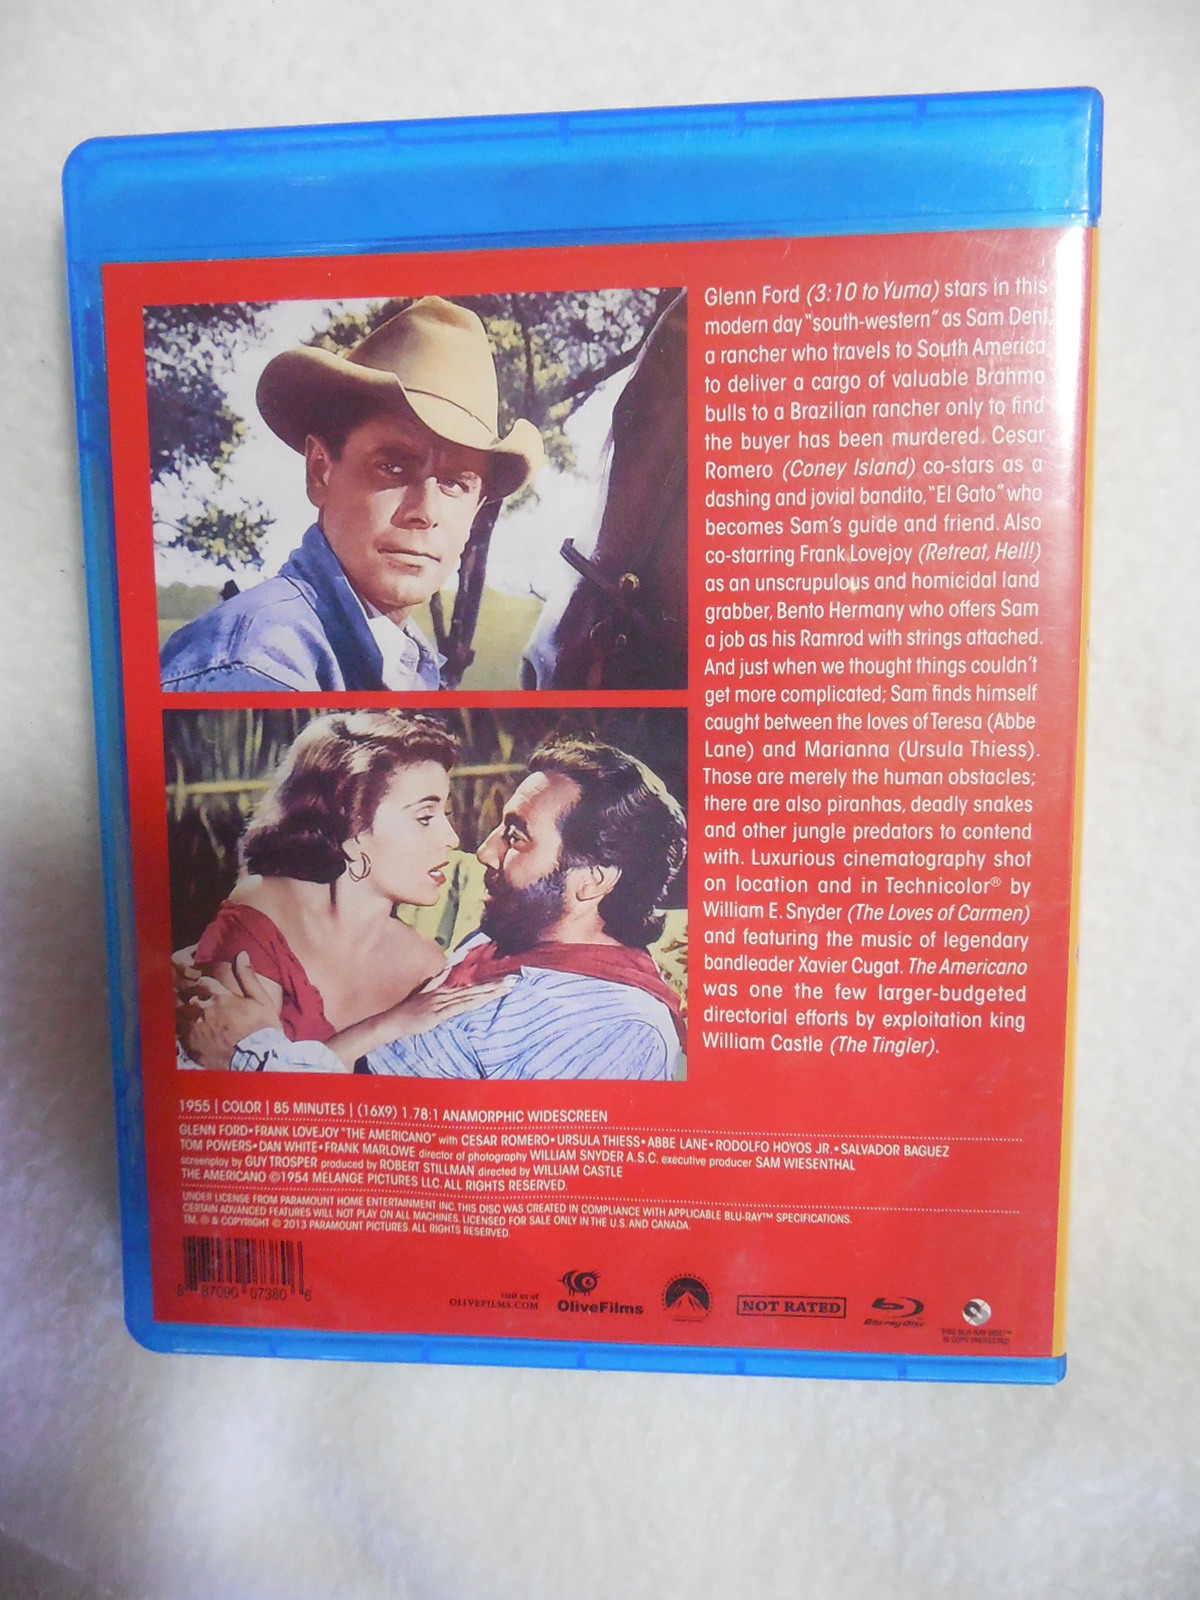 Glenn Ford (3:10 to Yuma) stars in this
modern day "south-western" as Sam Dent,
a rancher who travels to South America
to deliver a cargo of valuable Brahma
bulls to a Brazilian rancher only to find
the buyer has been murdered. Cesar
Romero (Coney Island) co-stars as a
dashing and jovial bandito, "El Gato" who
becomes Sam's guide and friend. Also
co-starring Frank Lovejoy (Retreat, Hell!)
as an unscrupulous and homicidal land
grabber, Bento Hermany who offers Sam
a job as his Ramrod with strings attached.
And just when we thought things couldn't
get more complicated; Sam finds himself
caught between the loves of Teresa (Abbe
Lane) and Marianna (Ursula Thiess).
Those are merely the human obstacles;
there are also piranhas, deadly snakes
and other jungle predators to contend
with. Luxurious cinematography shot
on location and in Technicolor® by
William E. Snyder (The Loves of Carmen)
and featuring the music of legendary
bandleader Xavier Cugat. The Americano
was one the few larger-budgeted
directorial efforts by exploitation king
William Castle (The Tingler).
1955 | COLOR | 85 MINUTES | (16X9) 1.78:1 ANAMORPHIC WIDESCREEN
GLENN FORD • FRANK LOVEJOY "THE AMERICANO" with CESAR ROMERO • URSULA THIESS • ABBE LANE • RODOLFO HOYOS JR. • SALVADOR BAGUEZ
TOM POWERS • DAN WHITE • FRANK MARLOWE director of photography WILLIAM SNYDER A.S.C. executive producer SAM WIESENTHAL
screenplay by GUY TROSPER produced by ROBERT STILLMAN directed by WILLIAM CASTLE
THE AMERICANO ©1954 MELANGE PICTURES LLC. ALL RIGHTS RESERVED.
UNDER LICENSE FROM PARAMOUNT HOME ENTERTAINMENT INC. THIS DISC WAS CREATED IN COMPLIANCE WITH APPLICABLE BLU-RAY™ SPECIFICATIONS.
CERTAIN ADVANCED FEATURES WILL NOT PLAY ON ALL MACHINES. LICENSED FOR SALE ONLY IN THE U.S. AND CANADA.
TM, ® & COPYRIGHT © 2013 PARAMOUNT PICTURES. ALL RIGHTS RESERVED.
8 87090 07380 6
visit us at
OLIVEFILMS.COM
OliveFilms
NOT RATED
Blu-ray Disc
THIS BLU-RAY DISC™
IS COPY PROTECTED